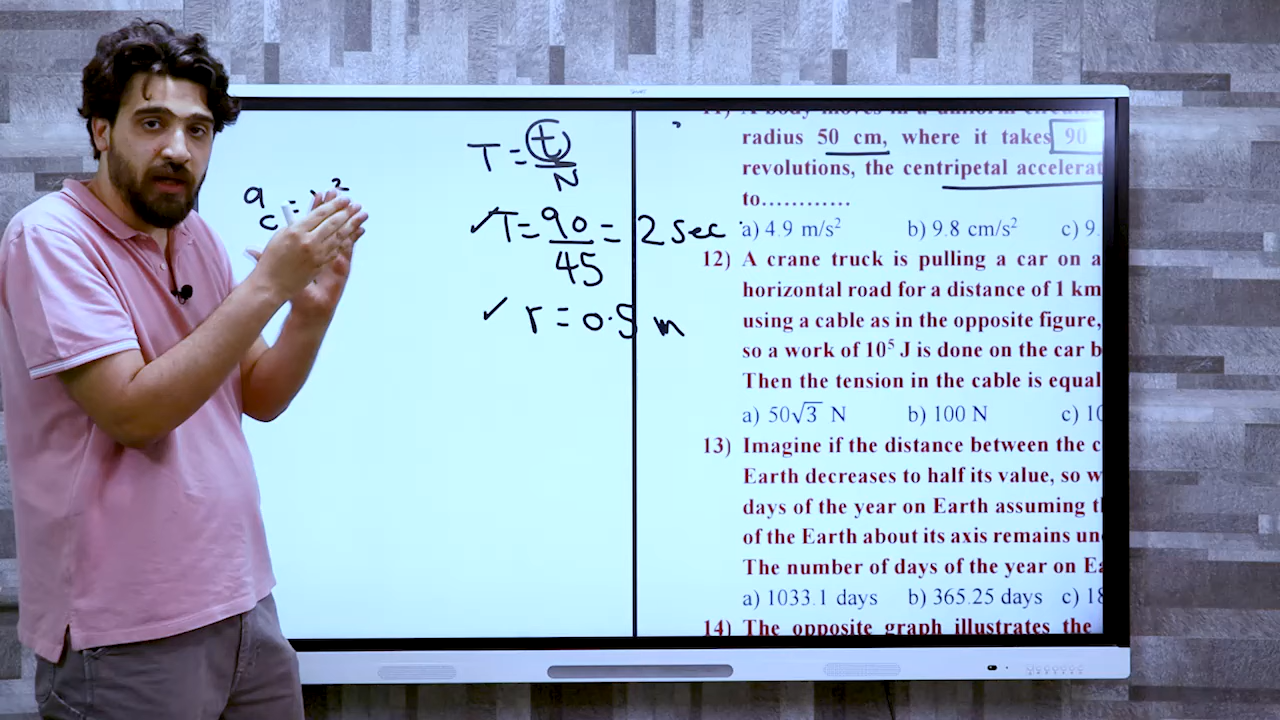 T = t
N
a
c = v²
✓ T = 90 = 2 sec
45
✓ r = 0.5 m
radius 50 cm, where it takes 90
revolutions, the centripetal accelerat
to…………
a) 4.9 m/s² b) 9.8 cm/s² c) 9.
12) A crane truck is pulling a car on a
horizontal road for a distance of 1 km
using a cable as in the opposite figure,
so a work of 10⁵ J is done on the car b
Then the tension in the cable is equal
a) 50√3 N b) 100 N c) 10
13) Imagine if the distance between the c
Earth decreases to half its value, so w
days of the year on Earth assuming t
of the Earth about its axis remains un
The number of days of the year on Ea
a) 1033.1 days b) 365.25 days c) 18
14) The opposite graph illustrates the